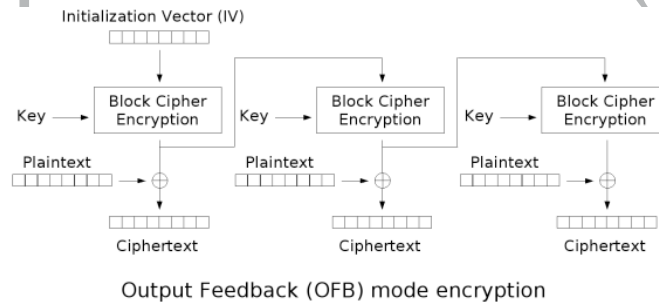 Initialization Vector (IV)
Key
Block Cipher
Encryption
Key
Block Cipher
Encryption
Key
Block Cipher
Encryption
Plaintext
Plaintext
Plaintext
Ciphertext
Ciphertext
Ciphertext
Output Feedback (OFB) mode encryption